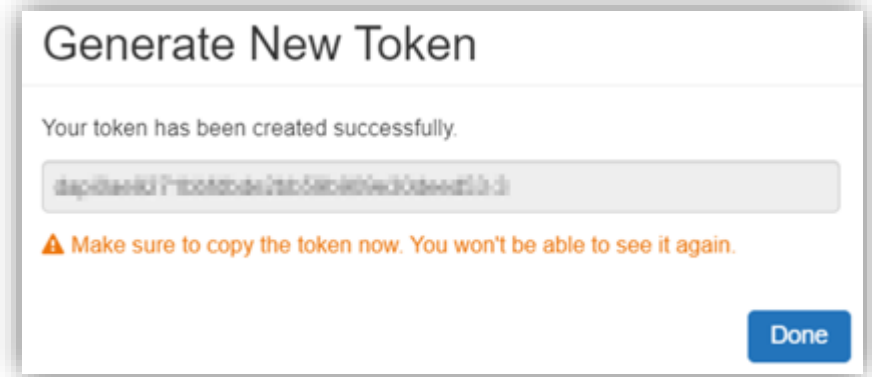 Generate New Token
Your token has been created successfully.
Make sure to copy the token now. You won't be able to see it again.
Done